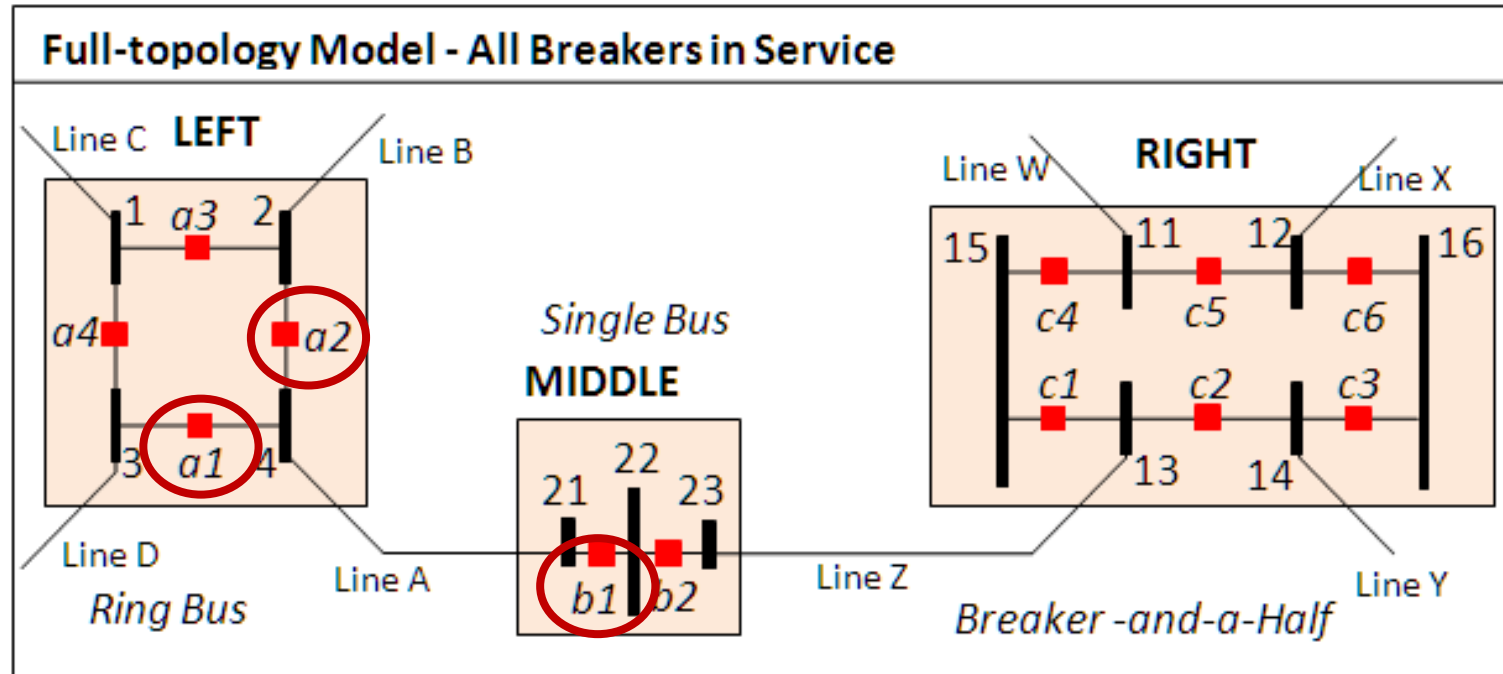 Full-topology Model - All Breakers in Service
Line C LEFT
Line B
1 a3 2
a4
a2
3 a1 4
Line D
Line A
Ring Bus
Single Bus
MIDDLE
21 22 23
b1 b2
Line Z
RIGHT
Line W
Line X
15 11 12 16
c4 c5 c6
c1 c2 c3
13 14
Line Y
Breaker -and-a-Half